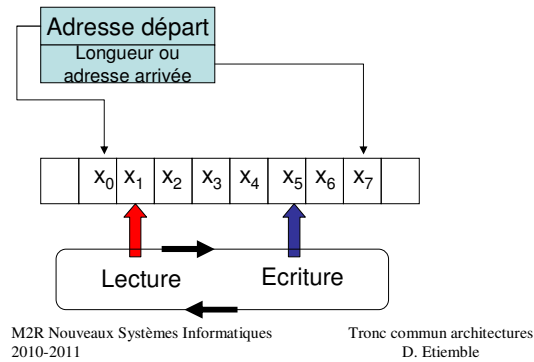 Adresse départ
Longueur ou
adresse arrivée
x0 x1 x2 x3 x4 x5 x6 x7
Lecture Ecriture
M2R Nouveaux Systèmes Informatiques
2010-2011
Tronc commun architectures
D. Etiemble